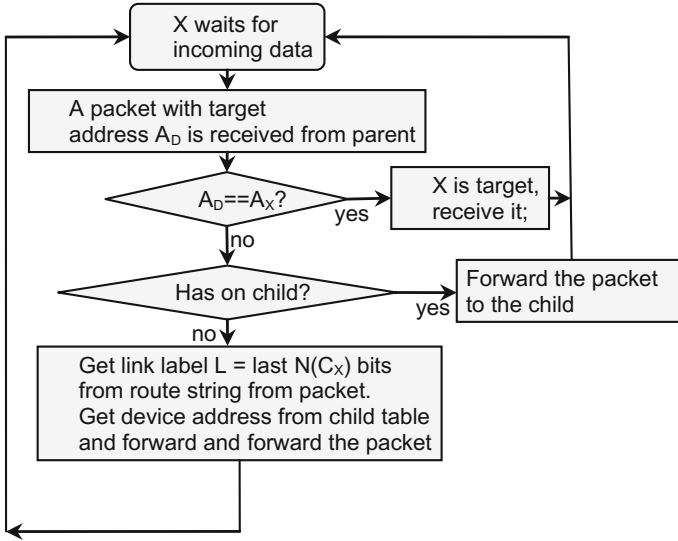 X waits for
incoming data
A packet with target
address A_D is received from parent
A_D==A_X?
yes
X is target,
receive it;
no
Has on child?
yes
Forward the packet
to the child
no
Get link label L = last N(C_X) bits
from route string from packet.
Get device address from child table
and forward and forward the packet